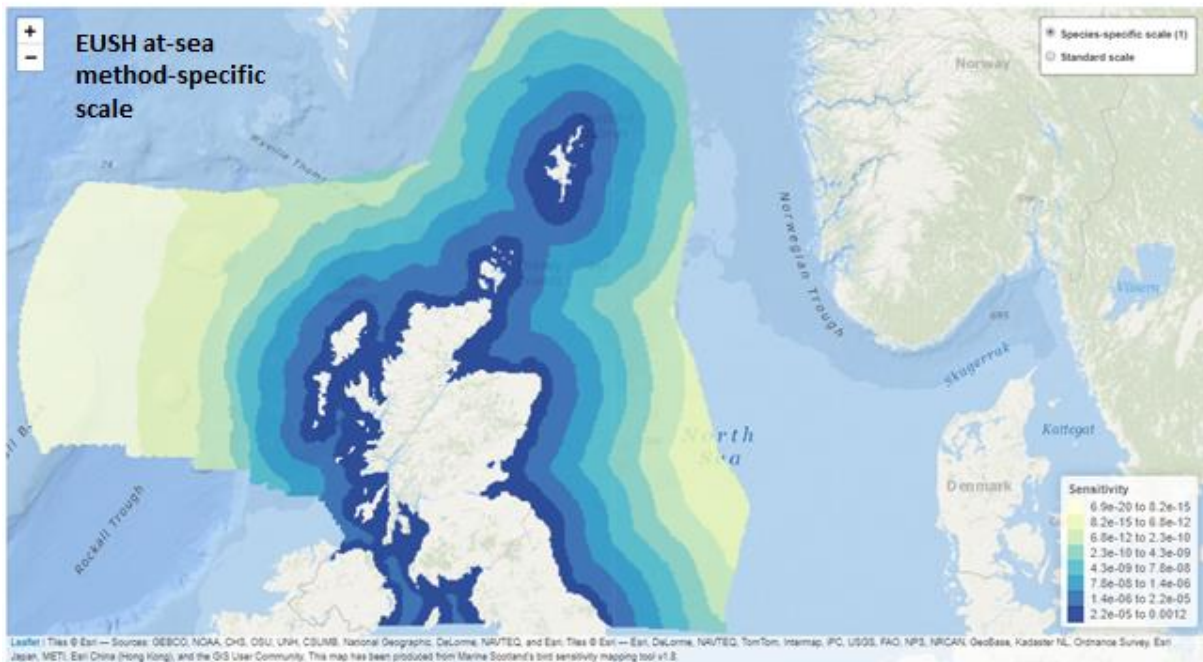 +
−
EUSH at-sea
method-specific
scale
Species-specific scale (1)
Standard scale
Norway
Norwegian Trough
Vänern
Skagerrak
Kattegat
North
Sea
Denmark
Rockall Trough
Sensitivity
6.9e-20 to 8.2e-15
8.2e-15 to 6.8e-12
6.8e-12 to 2.3e-10
2.3e-10 to 4.3e-09
4.3e-09 to 7.8e-08
7.8e-08 to 1.4e-06
1.4e-06 to 2.2e-05
2.2e-05 to 0.0012
Leaflet | Tiles © Esri — Sources: GEBCO, NOAA, CHS, OSU, UNH, CSUMB, National Geographic, DeLorme, NAVTEQ, and Esri, Tiles © Esri — Esri, DeLorme, NAVTEQ, TomTom, Intermap, iPC, USGS, FAO, NPS, NRCAN, GeoBase, Kadaster NL, Ordnance Survey, Esri
Japan, METI, Esri China (Hong Kong), and the GIS User Community. This map has been produced from Marine Scotland's bird sensitivity mapping tool v1.8.